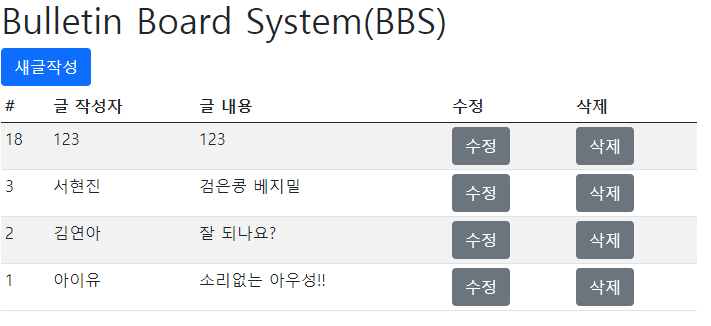 Bulletin Board System(BBS)
새글작성
# 글 작성자 글 내용 수정 삭제
18 123 123 수정 삭제
3 서현진 검은콩 베지밀 수정 삭제
2 김연아 잘 되나요? 수정 삭제
1 아이유 소리없는 아우성!! 수정 삭제